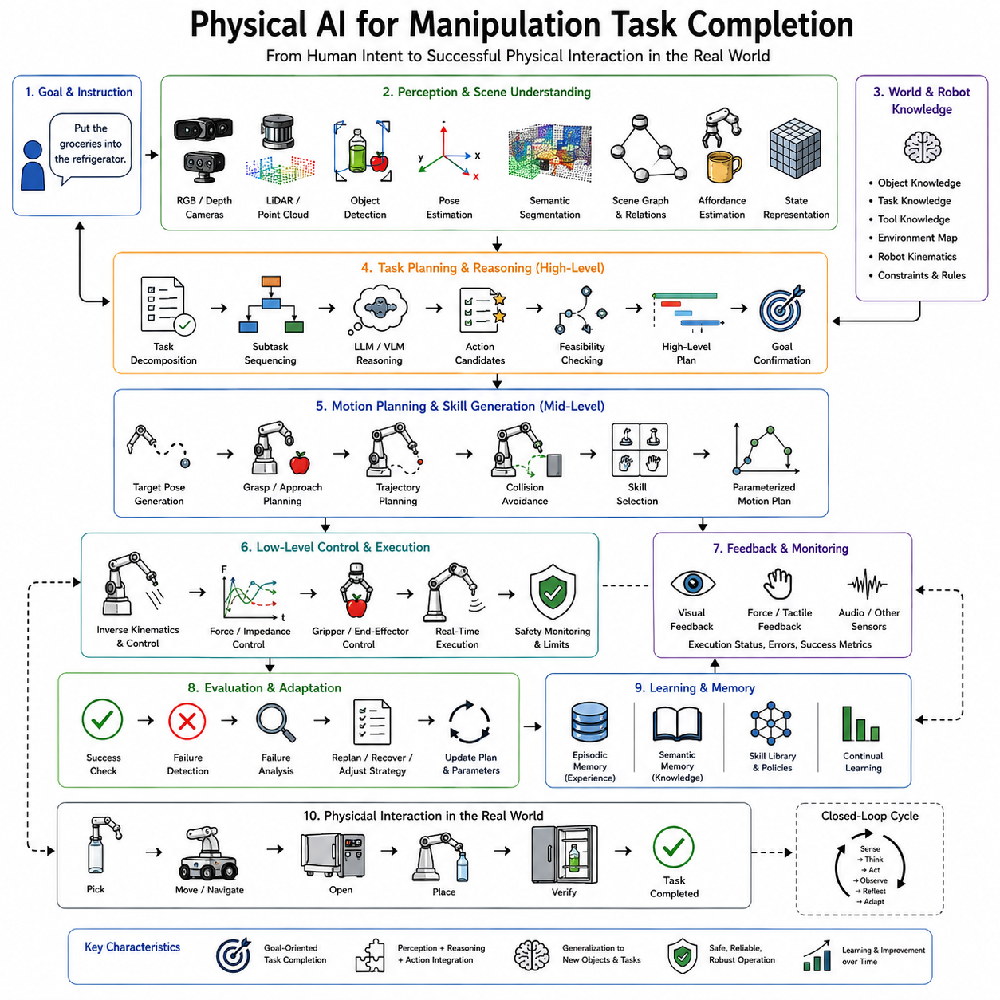 Physical AI for Manipulation Task Completion
From Human Intent to Successful Physical Interaction in the Real World
1. Goal & Instruction
Put the
groceries into
the refrigerator.
2. Perception & Scene Understanding
RGB / Depth
Cameras
LiDAR /
Point Cloud
Object
Detection
y
x
x
Pose
Estimation
Semantic
Segmentation
Scene Graph
& Relations
Affordance
Estimation
State
Representation
3. World & Robot
Knowledge
• Object Knowledge
• Task Knowledge
• Tool Knowledge
• Environment Map
• Robot Kinematics
• Constraints & Rules
4. Task Planning & Reasoning (High-Level)
Task
Decomposition
Subtask
Sequencing
LLM / VLM
Reasoning
Action
Candidates
Feasibility
Checking
High-Level
Plan
Goal
Confirmation
5. Motion Planning & Skill Generation (Mid-Level)
Target Pose
Generation
Grasp / Approach
Planning
Trajectory
Planning
Collision
Avoidance
Skill
Selection
Parameterized
Motion Plan
6. Low-Level Control & Execution
Inverse Kinematics
& Control
F
t
Force / Impedance
Control
Gripper / End-Effector
Control
Real-Time
Execution
Safety Monitoring
& Limits
7. Feedback & Monitoring
Visual
Feedback
Force / Tactile
Feedback
Audio / Other
Sensors
Execution Status, Errors, Success Metrics
8. Evaluation & Adaptation
Success
Check
Failure
Detection
Failure
Analysis
Replan / Recover /
Adjust Strategy
Update Plan
& Parameters
9. Learning & Memory
Episodic
Memory
(Experience)
Semantic
Memory
(Knowledge)
Skill Library
& Policies
Continual
Learning
10. Physical Interaction in the Real World
Pick
Move / Navigate
Open
Place
Verify
Task
Completed
Closed-Loop Cycle
Sense
→ Think
→ Act
→ Observe
→ Reflect
→ Adapt
Key Characteristics
Goal-Oriented
Task Completion
Perception + Reasoning
+ Action Integration
Generalization to
New Objects & Tasks
Safe, Reliable,
Robust Operation
Learning & Improvement
over Time